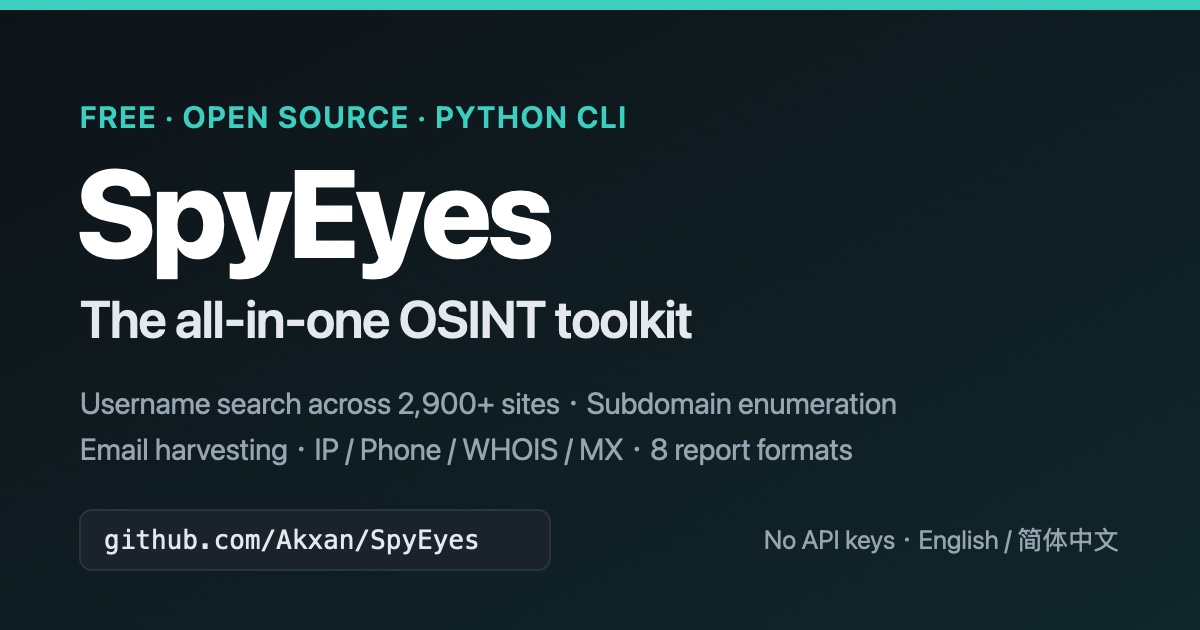 FREE · OPEN SOURCE · PYTHON CLI
SpyEyes
The all-in-one OSINT toolkit
Username search across 2,900+ sites · Subdomain enumeration
Email harvesting · IP / Phone / WHOIS / MX · 8 report formats
github.com/Akxan/SpyEyes
No API keys · English / 简体中文